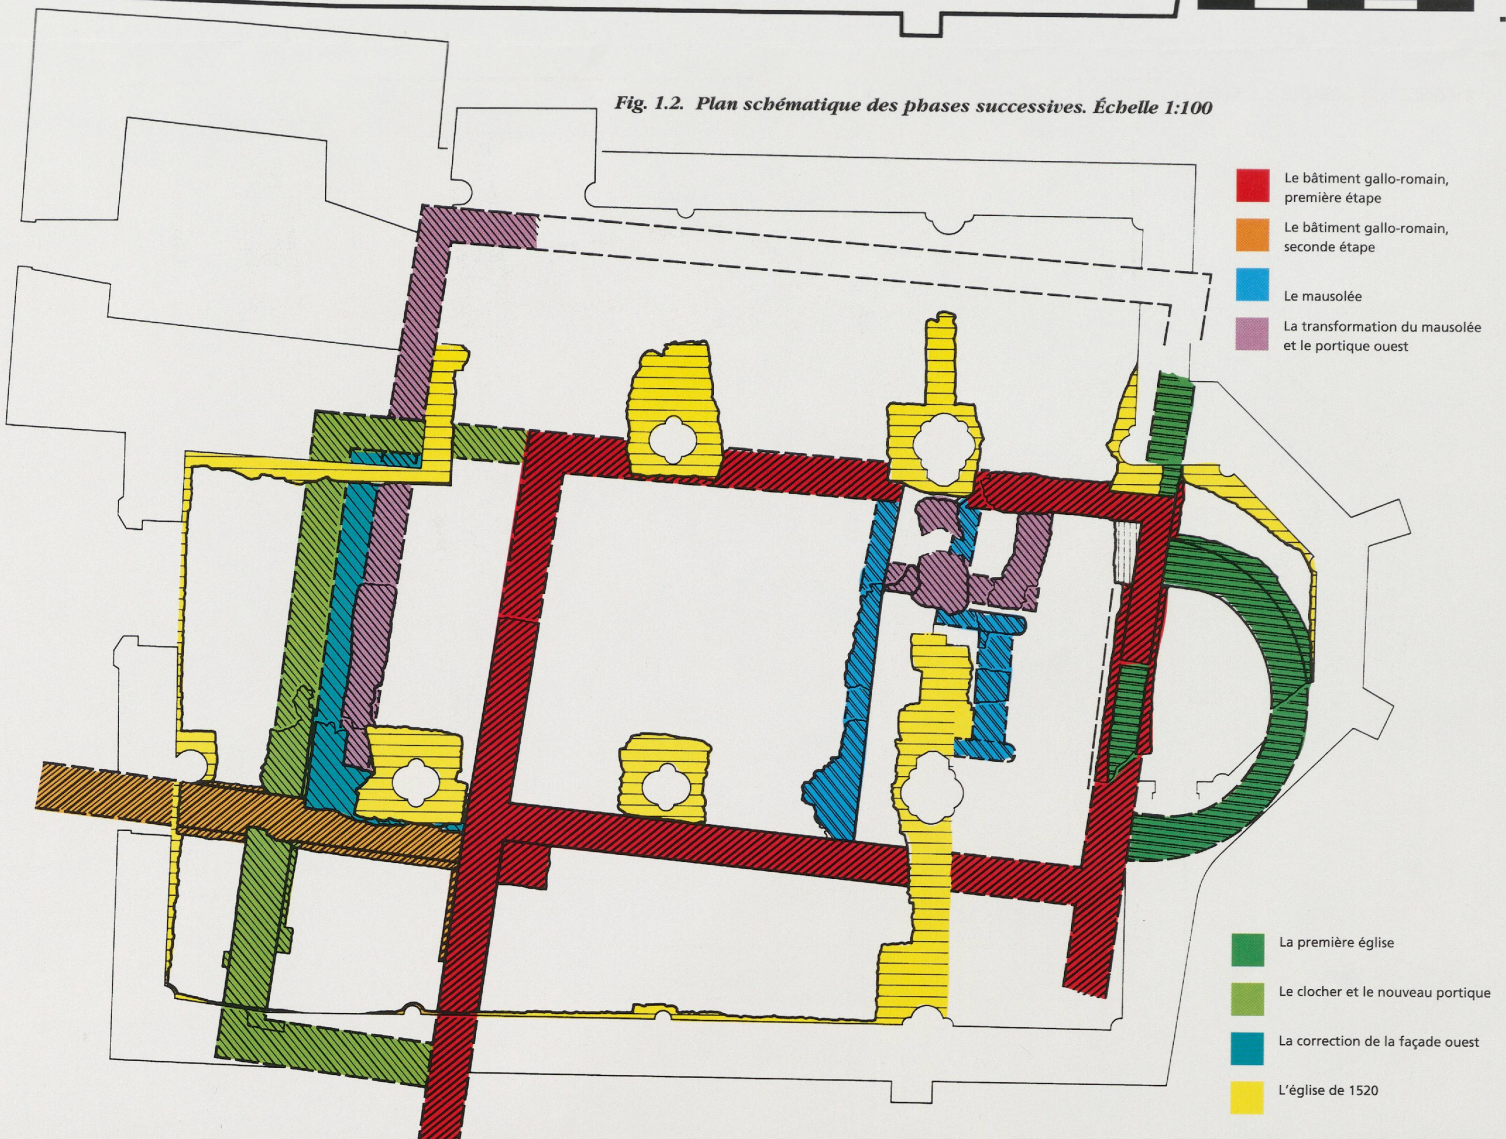 Fig. 1.2. Plan schématique des phases successives. Échelle 1:100
Le bâtiment gallo-romain,
première étape
Le bâtiment gallo-romain,
seconde étape
Le mausolée
La transformation du mausolée
et le portique ouest
La première église
Le clocher et le nouveau portique
La correction de la façade ouest
L'église de 1520